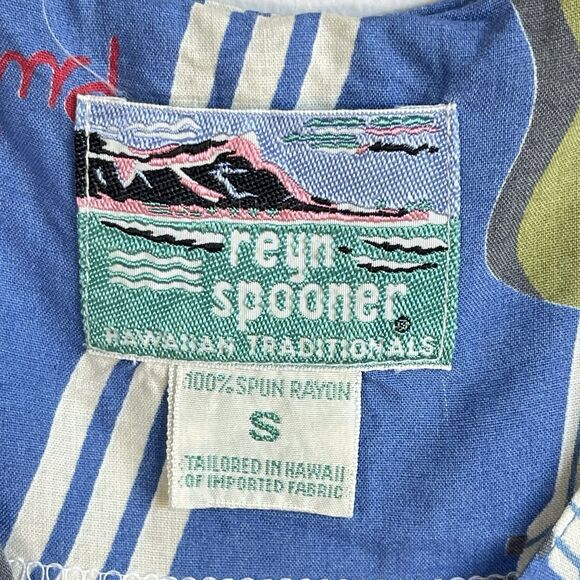 reyn
spooner
HAWAIIAN TRADITIONALS
100% SPUN RAYON
S
TAILORED IN HAWAII
OF IMPORTED FABRIC